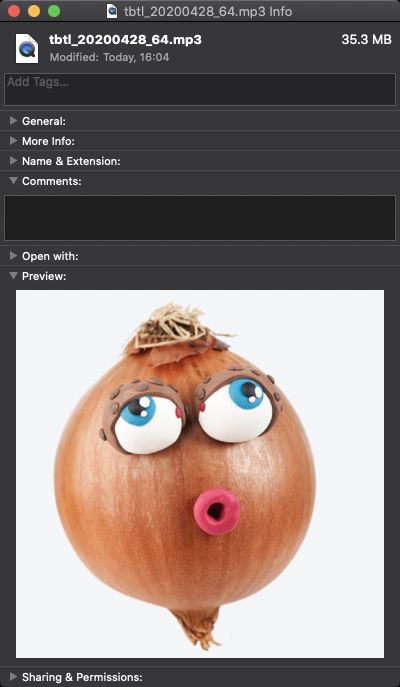 tbtl_20200428_64.mp3 Info
tbtl_20200428_64.mp3 35.3 MB
Modified: Today, 16:04
Add Tags...
General:
More Info:
Name & Extension:
Comments:
Open with:
Preview:
Sharing & Permissions: